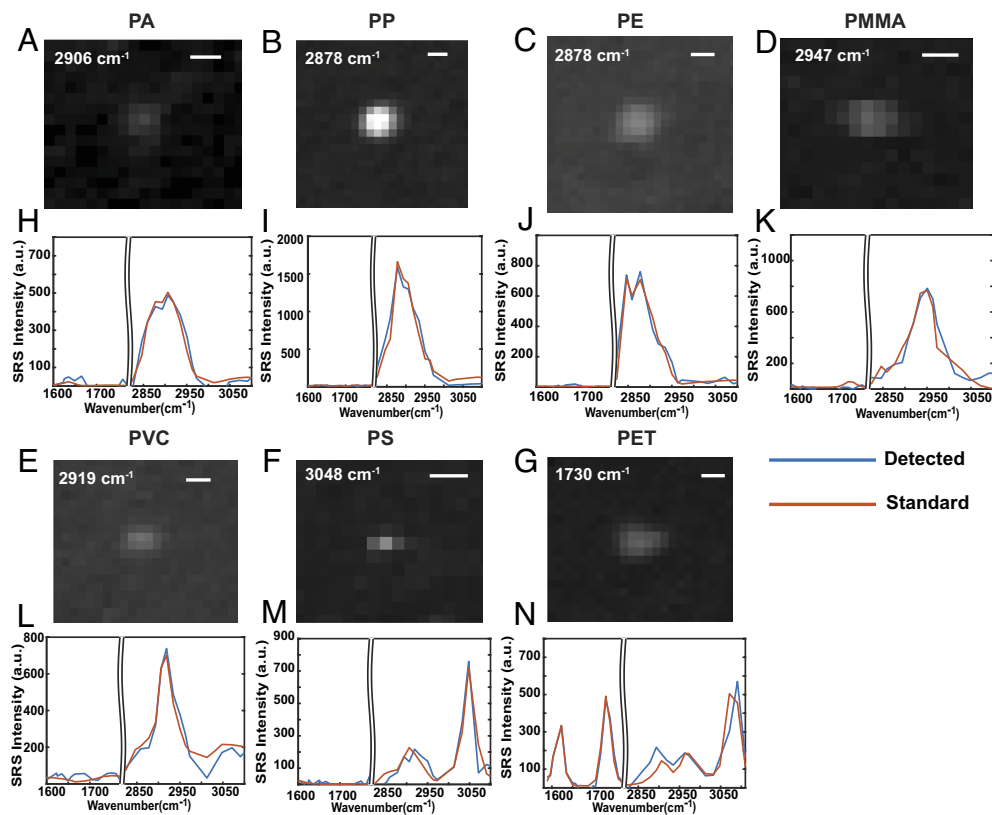 PA PP PE PMMA
A B C D
2906 cm-1 2878 cm-1 2878 cm-1 2947 cm-1
H I J K
SRS Intensity (a.u.) 700 500 300 100
1600 1700 2850 2950 3050
Wavenumber(cm-1)
SRS Intensity (a.u.) 2000 1500 1000 500
1600 1700 2850 2950 3050
Wavenumber(cm-1)
SRS Intensity (a.u.) 800 600 400 200
1600 1700 2850 2950 3050
Wavenumber(cm-1)
SRS Intensity (a.u.) 1000 600 200
1600 1700 2850 2950 3050
Wavenumber(cm-1)
PVC PS PET
E F G
2919 cm-1 3048 cm-1 1730 cm-1
Detected
Standard
L M N
SRS Intensity (a.u.) 800 600 400 200
1600 1700 2850 2950 3050
Wavenumber(cm-1)
SRS Intensity (a.u.) 900 700 500 300 100
1600 1700 2850 2950 3050
Wavenumber(cm-1)
SRS Intensity (a.u.) 700 500 300 100
1600 1700 2850 2950 3050
Wavenumber(cm-1)